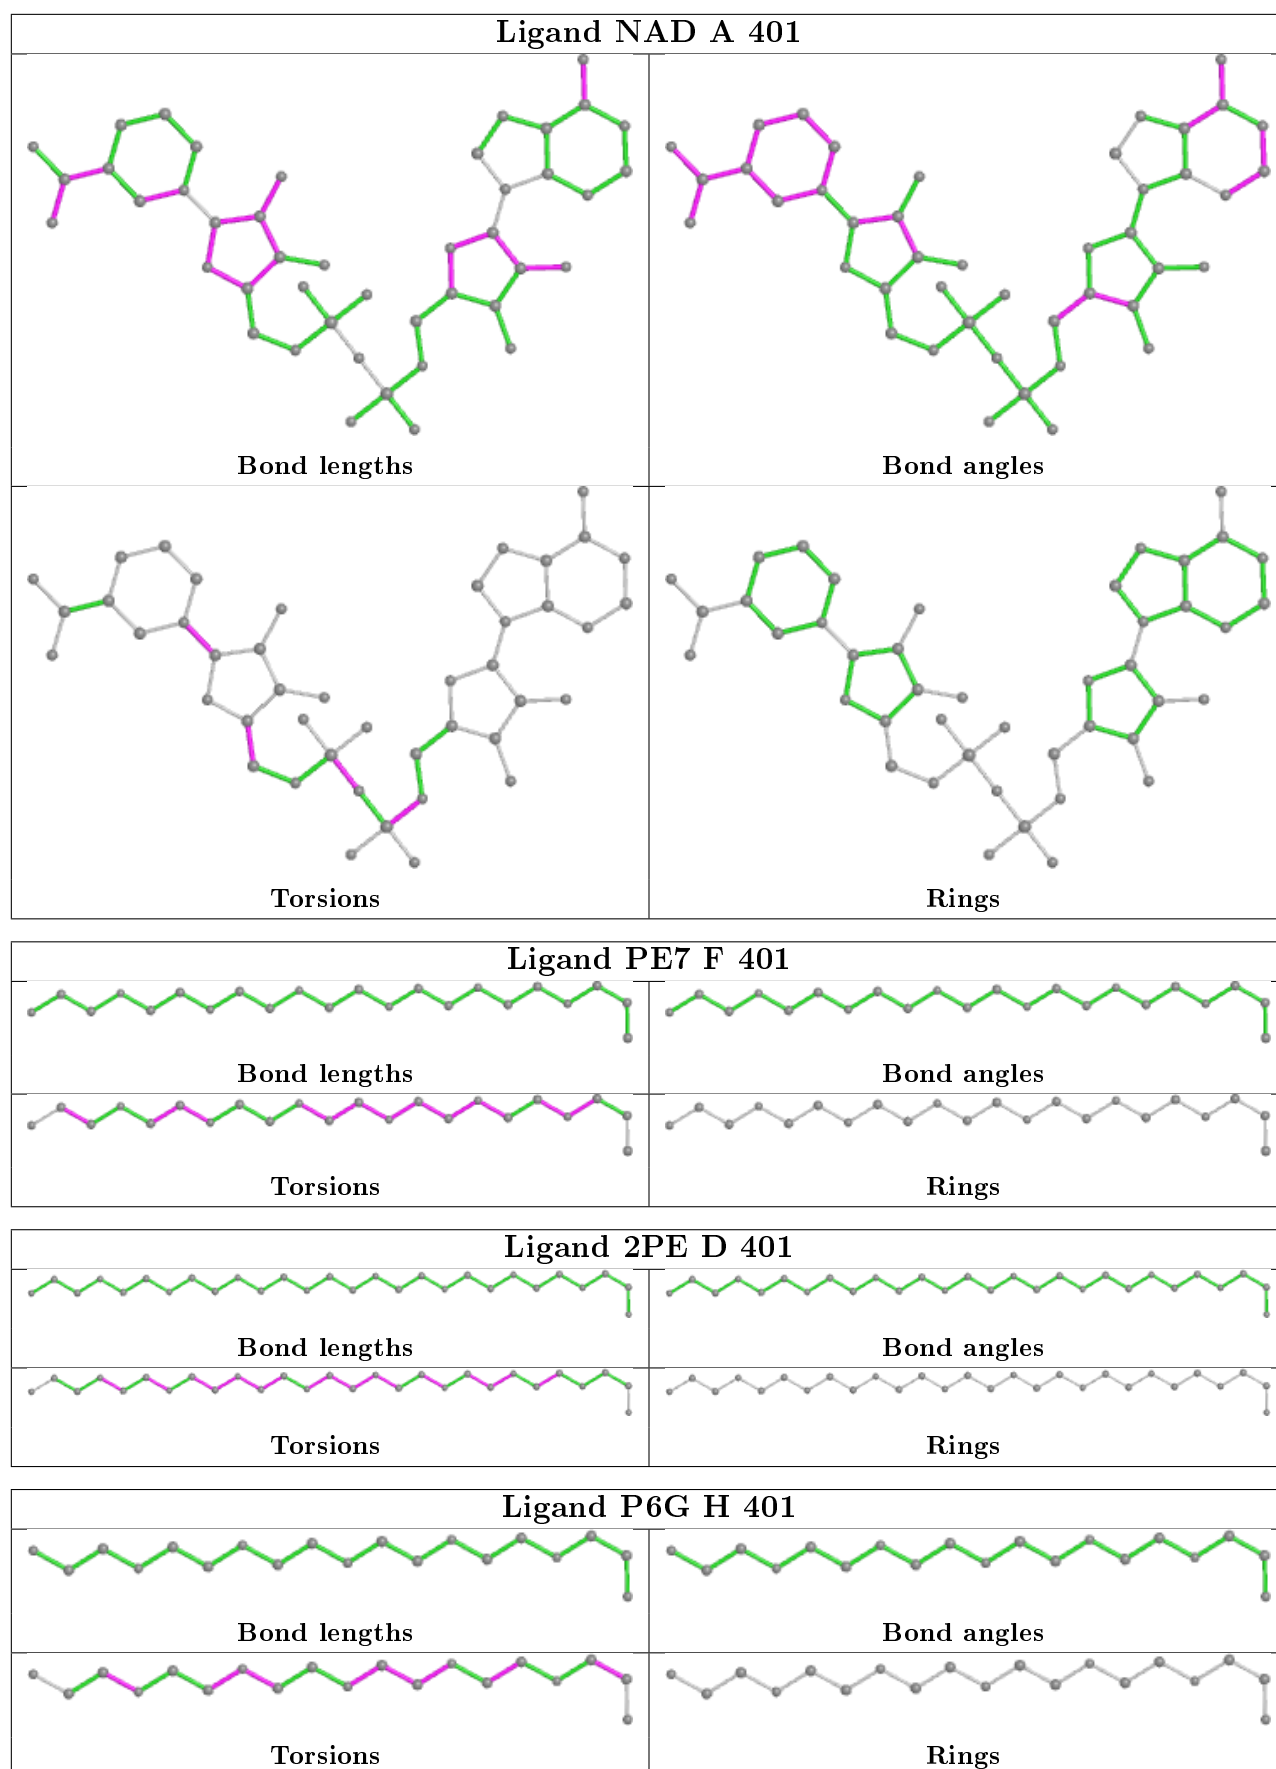 Ligand NAD A 401
Bond lengths
Bond angles
Torsions
Rings
Ligand PE7 F 401
Bond lengths
Bond angles
Torsions
Rings
Ligand 2PE D 401
Bond lengths
Bond angles
Torsions
Rings
Ligand P6G H 401
Bond lengths
Bond angles
Torsions
Rings